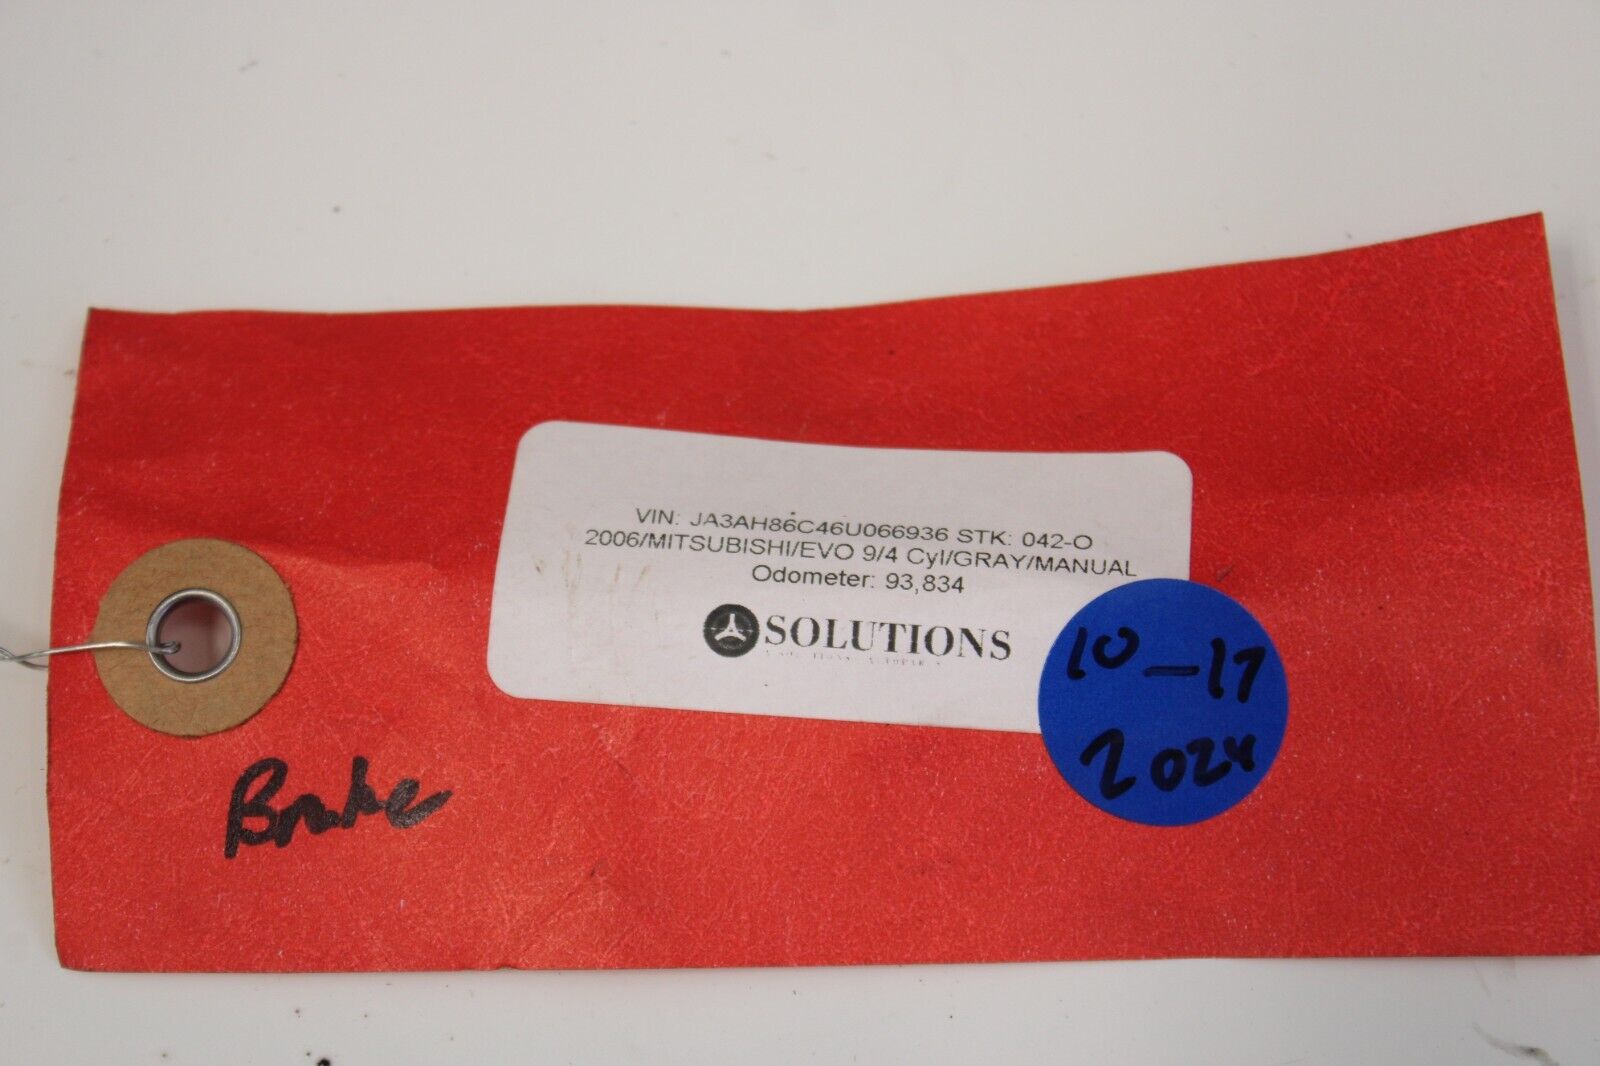 VIN: JA3AH86C46U066936 STK: 042-O
2006/MITSUBISHI/EVO 9/4 Cyl/GRAY/MANUAL
Odometer: 93,834
SOLUTIONS
10-17
2024
Brake